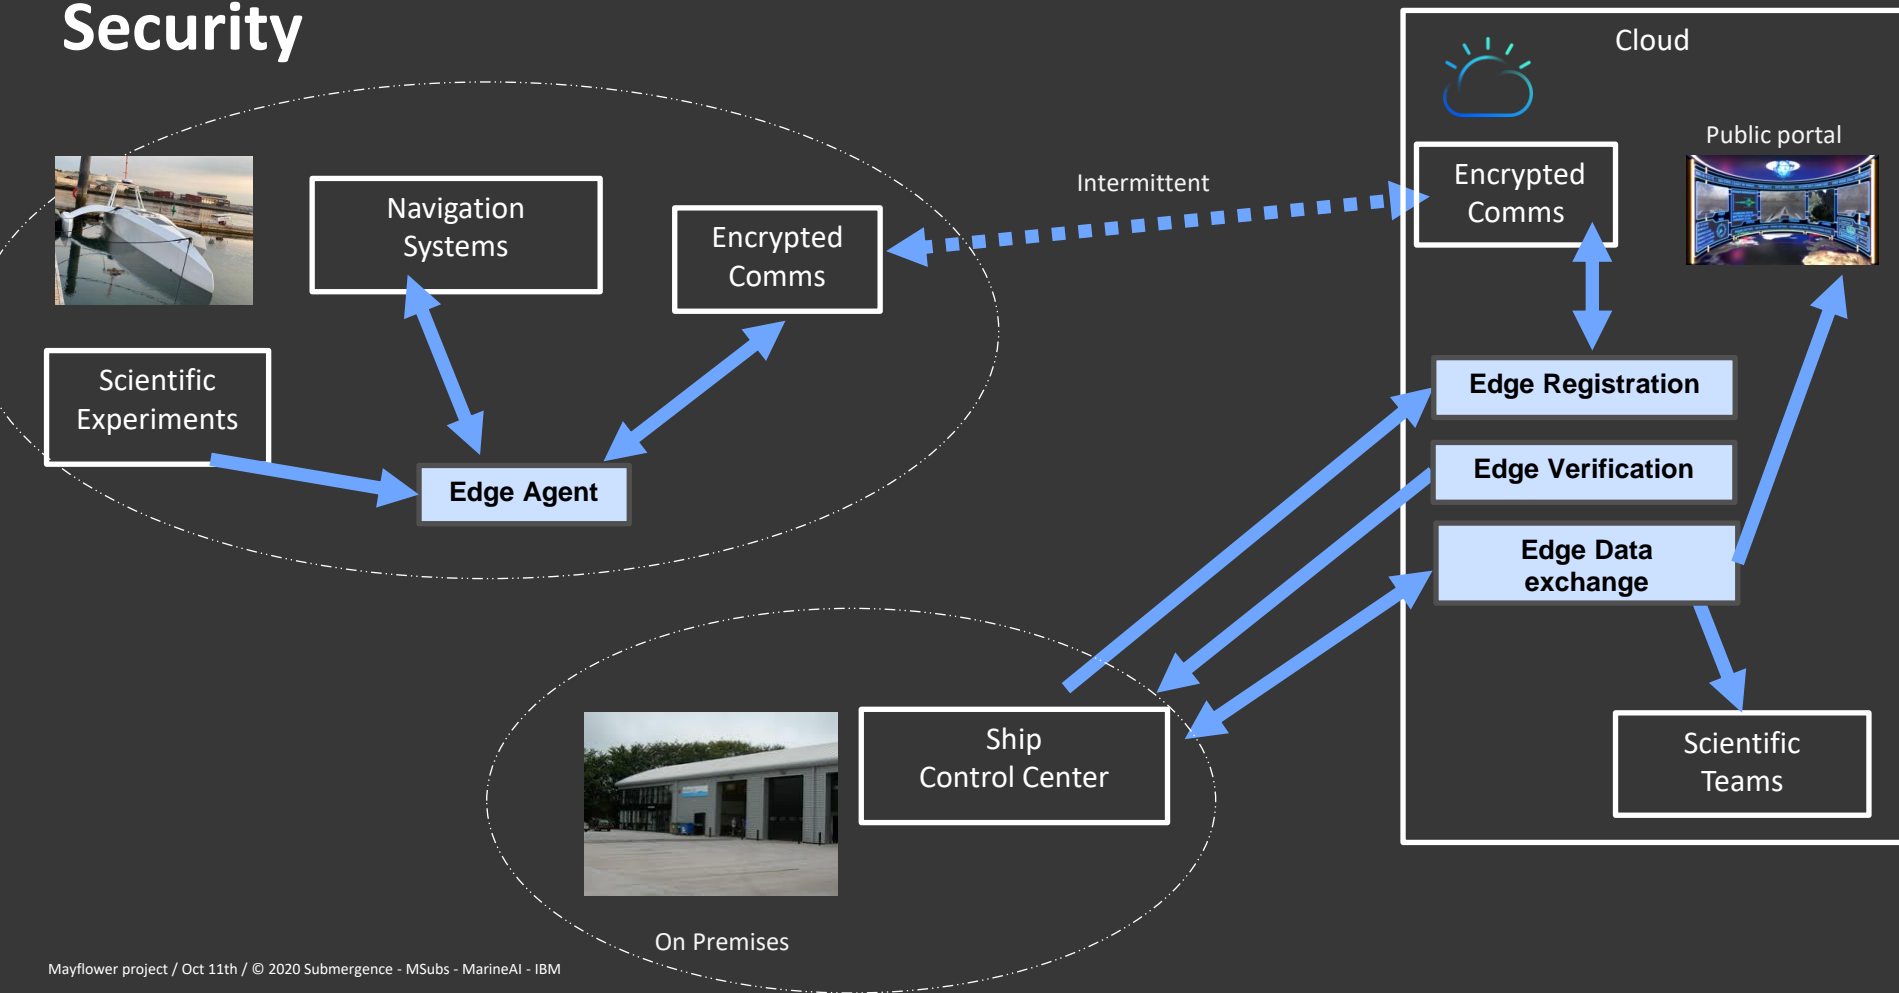 Security
Cloud
Public portal
Encrypted
Comms
Intermittent
Navigation
Systems
Encrypted
Comms
Scientific
Experiments
Edge Agent
Edge Registration
Edge Verification
Edge Data
exchange
Ship
Control Center
Scientific
Teams
On Premises
Mayflower project / Oct 11th / © 2020 Submergence - MSubs - MarineAI - IBM